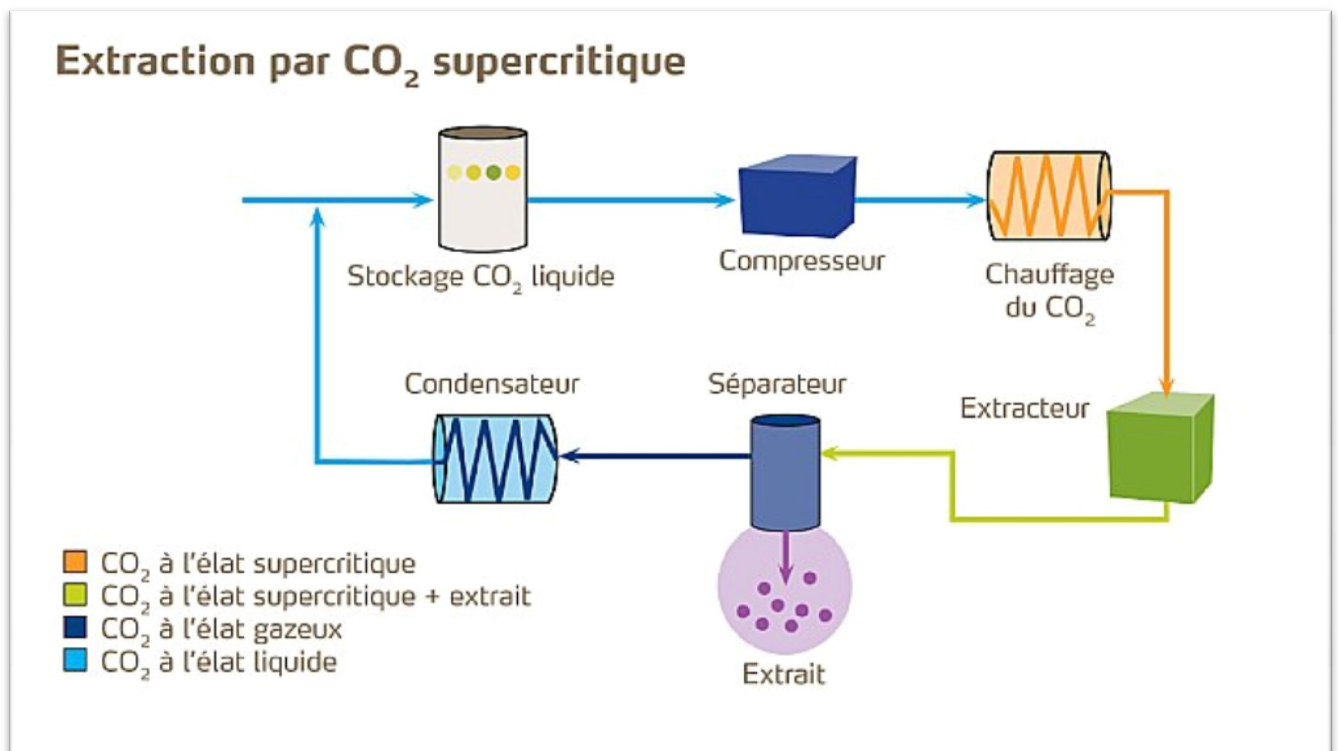 Extraction par CO₂ supercritique
Stockage CO₂ liquide
Compresseur
Chauffage
du CO₂
Condensateur
Séparateur
Extracteur
CO₂ à l'élat supercritique
CO₂ à l'élat supercritique + extrait
CO₂ à l'élat gazeux
CO₂ à l'élat liquide
Extrait